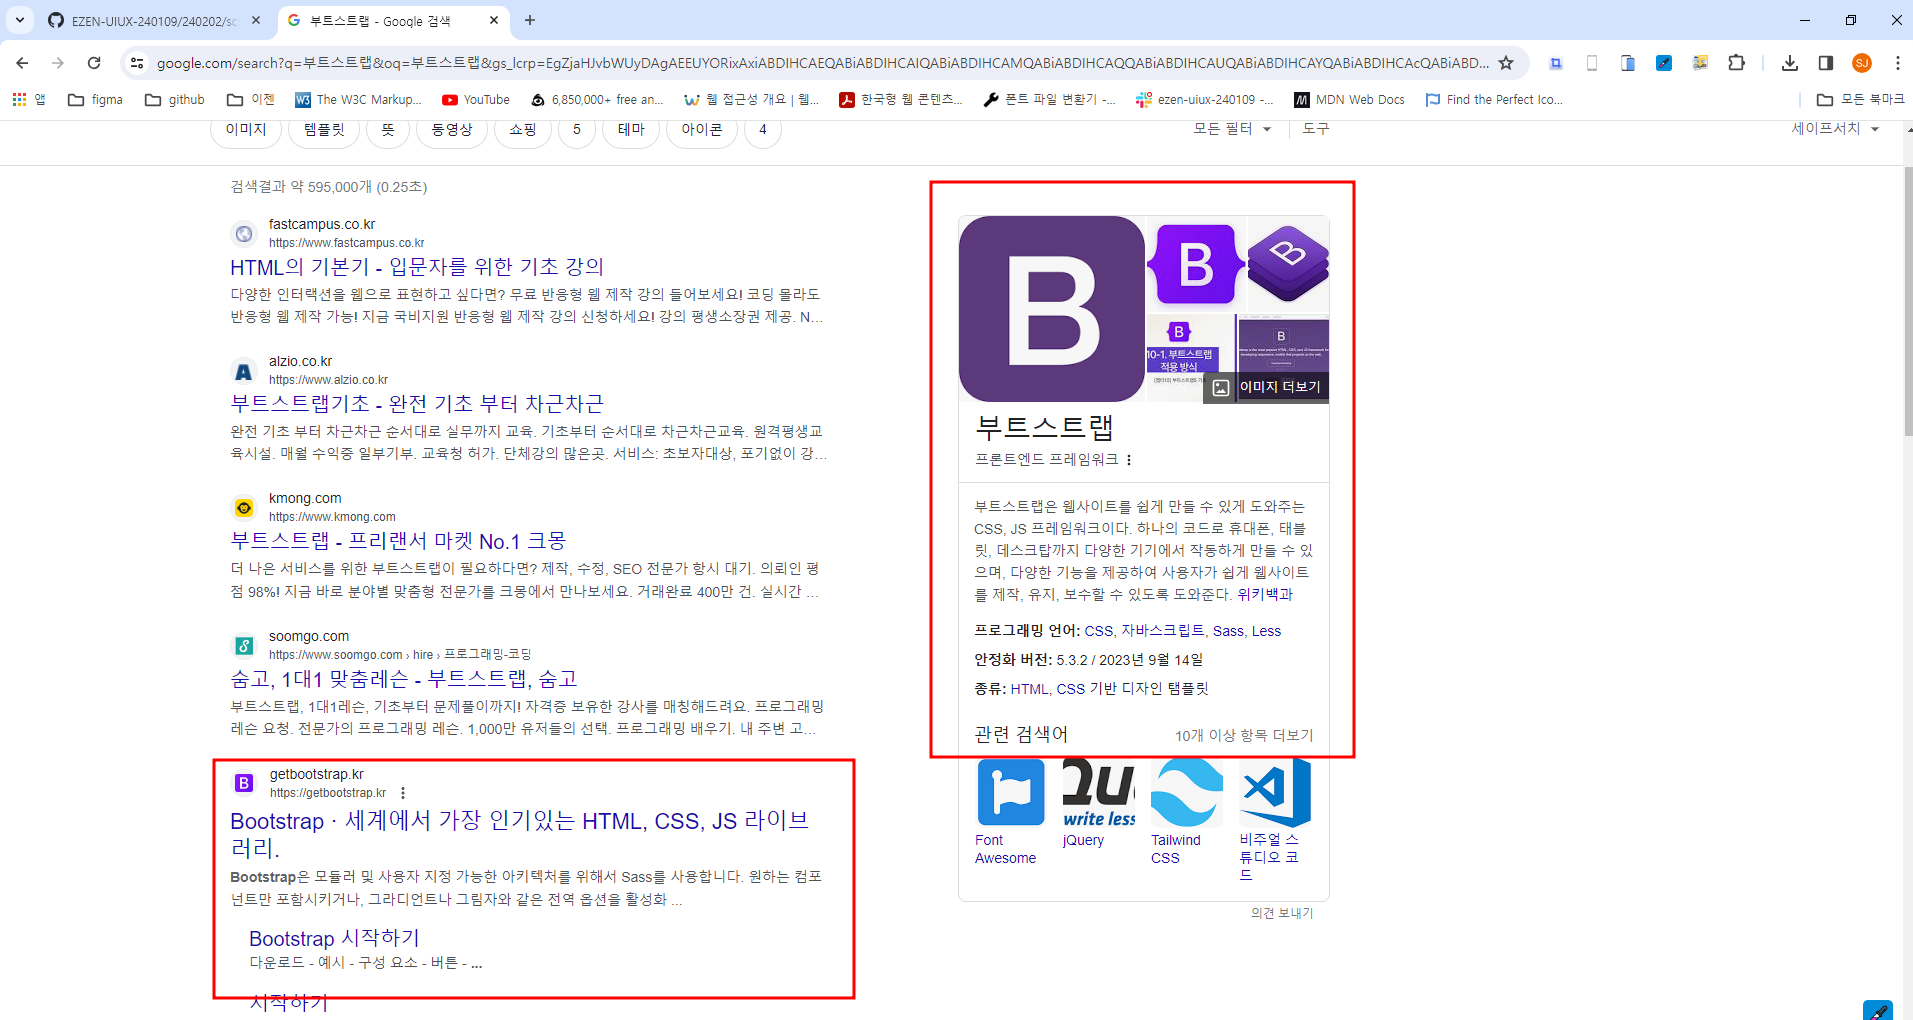 EZEN-UIUX-240109/240202/sc
부트스트랩 - Google 검색
google.com/search?q=부트스트랩&oq=부트스트랩&gs_lcrp=EgZjaHJvbWUyDAgAEEUYORixAxiABDIHCAEQABiABDIHCAIQABiABDIHCAMQABiABDIHCAQQABiABDIHCAUQABiABDIHCAYQABiABDIHCAcQABiABD...
SJ
앱
figma
github
이젠
The W3C Markup...
YouTube
6,850,000+ free an...
웹 접근성 개요 | 웹...
한국형 웹 콘텐츠...
폰트 파일 변환기 -...
ezen-uiux-240109 -...
MDN Web Docs
Find the Perfect Ico...
모든 북마크
이미지
템플릿
뜻
동영상
쇼핑
5
테마
아이콘
4
모든 필터
도구
세이프서치
검색결과 약 595,000개 (0.25초)
fastcampus.co.kr
https://www.fastcampus.co.kr
HTML의 기본기 - 입문자를 위한 기초 강의
다양한 인터랙션을 웹으로 표현하고 싶다면? 무료 반응형 웹 제작 강의 들어보세요! 코딩 몰라도
반응형 웹 제작 가능! 지금 국비지원 반응형 웹 제작 강의 신청하세요! 강의 평생소장권 제공. N...
alzio.co.kr
https://www.alzio.co.kr
부트스트랩기초 - 완전 기초 부터 차근차근
완전 기초 부터 차근차근 순서대로 실무까지 교육. 기초부터 순서대로 차근차근교육. 원격평생교
육시설. 매월 수익중 일부기부. 교육청 허가. 단체강의 많은곳. 서비스: 초보자대상, 포기없이 강...
kmong.com
https://www.kmong.com
부트스트랩 - 프리랜서 마켓 No.1 크몽
더 나은 서비스를 위한 부트스트랩이 필요하다면? 제작, 수정, SEO 전문가 항시 대기. 의뢰인 평
점 98%! 지금 바로 분야별 맞춤형 전문가를 크몽에서 만나보세요. 거래완료 400만 건. 실시간 ...
soomgo.com
https://www.soomgo.com › hire › 프로그래밍-코딩
숨고, 1대1 맞춤레슨 - 부트스트랩, 숨고
부트스트랩, 1대1레슨, 기초부터 문제풀이까지! 자격증 보유한 강사를 매칭해드려요. 프로그래밍
레슨 요청. 전문가의 프로그래밍 레슨. 1,000만 유저들의 선택. 프로그래밍 배우기. 내 주변 고...
getbootstrap.kr
https://getbootstrap.kr
Bootstrap · 세계에서 가장 인기있는 HTML, CSS, JS 라이브
러리.
Bootstrap은 모듈러 및 사용자 지정 가능한 아키텍처를 위해서 Sass를 사용합니다. 원하는 컴포
넌트만 포함시키거나, 그라디언트나 그림자와 같은 전역 옵션을 활성화 ...
Bootstrap 시작하기
다운로드 - 예시 - 구성 요소 - 버튼 - ...
시작하기
B
B
B
B
10-1. 부트스트랩
적용 방식
B
이미지 더보기
부트스트랩
프론트엔드 프레임워크
부트스트랩은 웹사이트를 쉽게 만들 수 있게 도와주는
CSS, JS 프레임워크이다. 하나의 코드로 휴대폰, 태블
릿, 데스크탑까지 다양한 기기에서 작동하게 만들 수 있
으며, 다양한 기능을 제공하여 사용자가 쉽게 웹사이트
를 제작, 유지, 보수할 수 있도록 도와준다. 위키백과
프로그래밍 언어: CSS, 자바스크립트, Sass, Less
안정화 버전: 5.3.2 / 2023년 9월 14일
종류: HTML, CSS 기반 디자인 탬플릿
관련 검색어
10개 이상 항목 더보기
write less
Font
Awesome
jQuery
Tailwind
CSS
비주얼 스
튜디오 코
드
의견 보내기